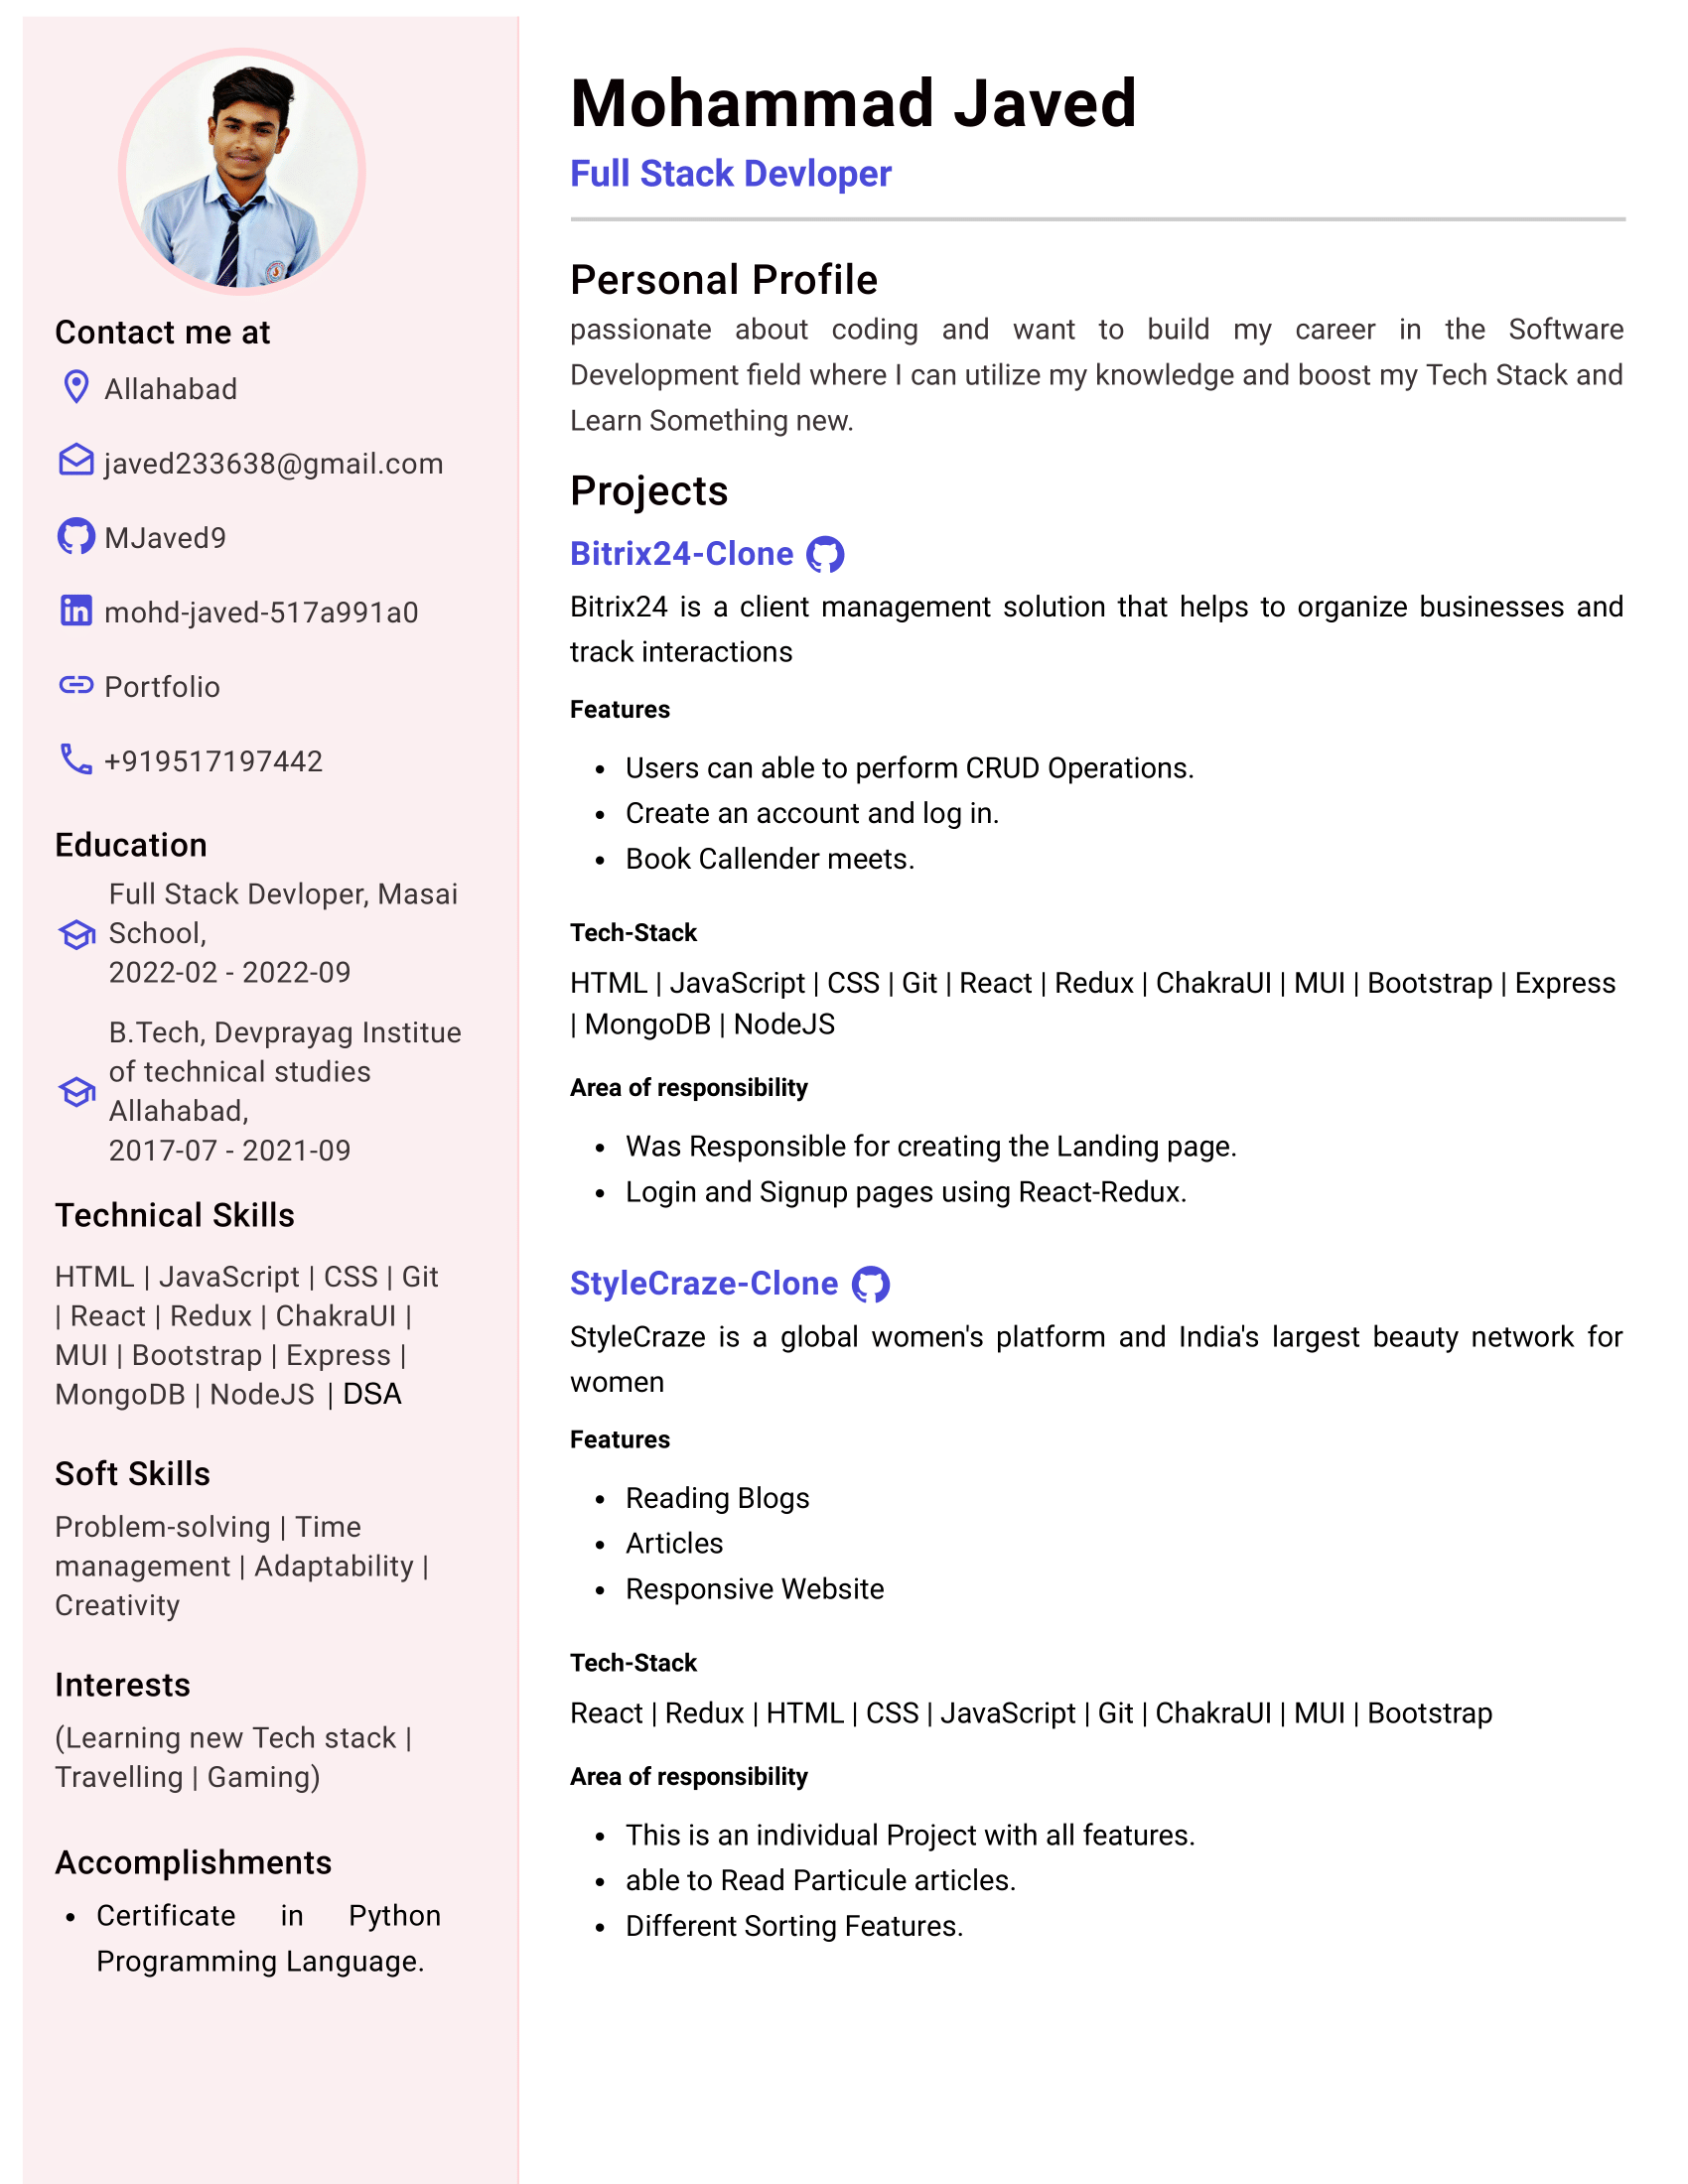 Mohammad Javed
Full Stack Devloper
Contact me at
Allahabad
javed233638@gmail.com
MJaved9
mohd-javed-517a991a0
Portfolio
+919517197442
Education
Full Stack Devloper, Masai
School,
2022-02 - 2022-09
B.Tech, Devprayag Institue
of technical studies
Allahabad,
2017-07 - 2021-09
Technical Skills
HTML | JavaScript | CSS | Git
| React | Redux | ChakraUI |
MUI | Bootstrap | Express |
MongoDB | NodeJS | DSA
Soft Skills
Problem-solving | Time
management | Adaptability |
Creativity
Interests
(Learning new Tech stack |
Travelling | Gaming)
Accomplishments
• Certificate in Python
Programming Language.
Personal Profile
passionate about coding and want to build my career in the Software
Development field where I can utilize my knowledge and boost my Tech Stack and
Learn Something new.
Projects
Bitrix24-Clone
Bitrix24 is a client management solution that helps to organize businesses and
track interactions
Features
• Users can able to perform CRUD Operations.
• Create an account and log in.
• Book Callender meets.
Tech-Stack
HTML | JavaScript | CSS | Git | React | Redux | ChakraUI | MUI | Bootstrap | Express
| MongoDB | NodeJS
Area of responsibility
• Was Responsible for creating the Landing page.
• Login and Signup pages using React-Redux.
StyleCraze-Clone
StyleCraze is a global women's platform and India's largest beauty network for
women
Features
• Reading Blogs
• Articles
• Responsive Website
Tech-Stack
React | Redux | HTML | CSS | JavaScript | Git | ChakraUI | MUI | Bootstrap
Area of responsibility
• This is an individual Project with all features.
• able to Read Particule articles.
• Different Sorting Features.